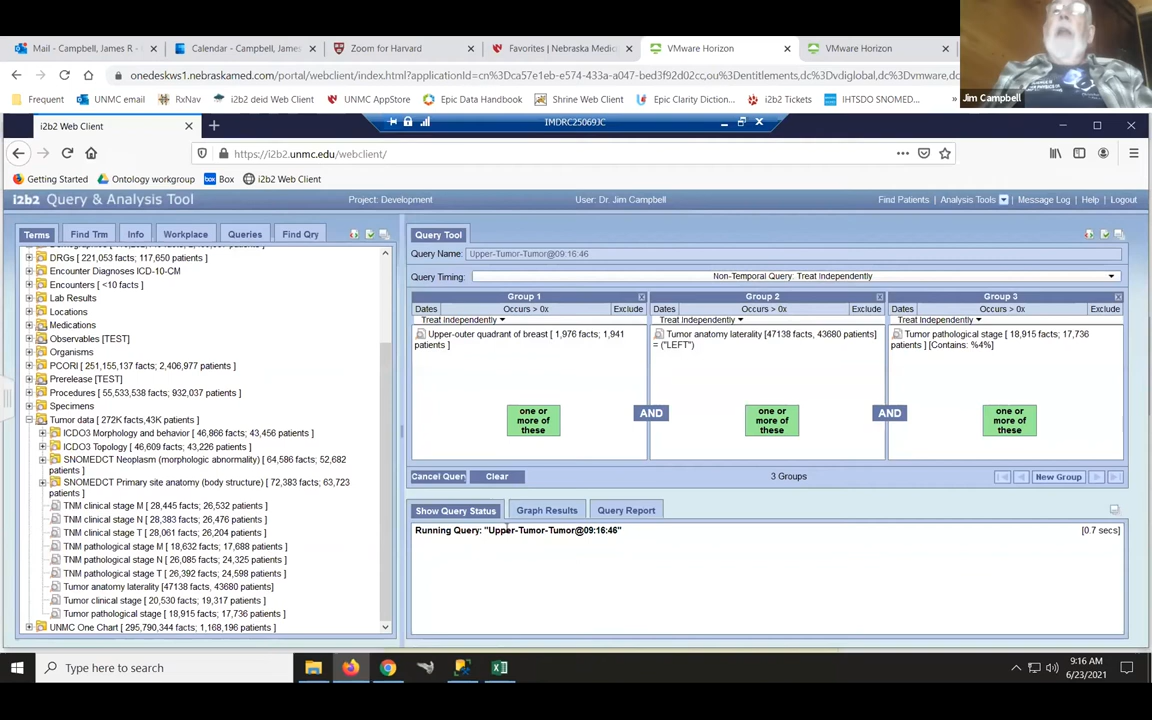 Mail - Campbell, James R -
Calendar - Campbell, James
Zoom for Harvard
Favorites | Nebraska Medic
VMware Horizon
VMware Horizon
onedeskws1.nebraskamed.com/portal/webclient/index.html?applicationId=cn%3Dca57e1eb-e574-433a-a047-bed3f92d02cc,ou%3Dentitlements,dc%3Dvdiglobal,dc%3Dvmware,
Frequent
UNMC email
RxNav
i2b2 deid Web Client
UNMC AppStore
Epic Data Handbook
Shrine Web Client
Epic Clarity Diction...
i2b2 Tickets
IHTSDO SNOMED...
Jim Campbell
i2b2 Web Client
IMDRC25069JC
https://i2b2.unmc.edu/webclient/
Getting Started
Ontology workgroup
Box
i2b2 Web Client
i2b2 Query & Analysis Tool
Project: Development
User: Dr. Jim Campbell
Find Patients
Analysis Tools
Message Log
Help
Logout
Terms
Find Trm
Info
Workplace
Queries
Find Qry
DRGs [ 221,053 facts; 117,650 patients ]
Encounter Diagnoses ICD-10-CM
Encounters [ <10 facts ]
Lab Results
Locations
Medications
Observables [TEST]
Organisms
PCORI [ 251,155,137 facts; 2,406,977 patients ]
Prerelease [TEST]
Procedures [ 55,533,538 facts; 932,037 patients ]
Specimens
Tumor data [ 272K facts,43K patients ]
ICDO3 Morphology and behavior [ 46,866 facts; 43,456 patients ]
ICDO3 Topology [ 46,609 facts; 43,226 patients ]
SNOMEDCT Neoplasm (morphologic abnormality) [ 64,586 facts; 52,682
patients ]
SNOMEDCT Primary site anatomy (body structure) [ 72,383 facts; 63,723
patients ]
TNM clinical stage M [ 28,445 facts; 26,532 patients ]
TNM clinical stage N [ 28,383 facts; 26,476 patients ]
TNM clinical stage T [ 28,061 facts; 26,204 patients ]
TNM pathological stage M [ 18,632 facts; 17,688 patients ]
TNM pathological stage N [ 26,085 facts; 24,325 patients ]
TNM pathological stage T [ 26,392 facts; 24,598 patients ]
Tumor anatomy laterality [47138 facts, 43680 patients]
Tumor clinical stage [ 20,530 facts; 19,317 patients ]
Tumor pathological stage [ 18,915 facts; 17,736 patients ]
UNMC One Chart [ 295,790,344 facts; 1,168,196 patients ]
Query Tool
Query Name: Upper-Tumor-Tumor@09:16:46
Query Timing: Non-Temporal Query: Treat Independently
Group 1
Dates
Occurs > 0x
Exclude
Treat Independently
Upper-outer quadrant of breast [ 1,976 facts; 1,941
patients ]
one or
more of
these
AND
Group 2
Dates
Occurs > 0x
Exclude
Treat Independently
Tumor anatomy laterality [47138 facts, 43680 patients]
= ("LEFT")
one or
more of
these
AND
Group 3
Dates
Occurs > 0x
Exclude
Treat Independently
Tumor pathological stage [ 18,915 facts; 17,736
patients ] [Contains: %4%]
one or
more of
these
Cancel Query
Clear
3 Groups
New Group
Show Query Status
Graph Results
Query Report
Running Query: "Upper-Tumor-Tumor@09:16:46"
[0.7 secs]
Type here to search
9:16 AM
6/23/2021